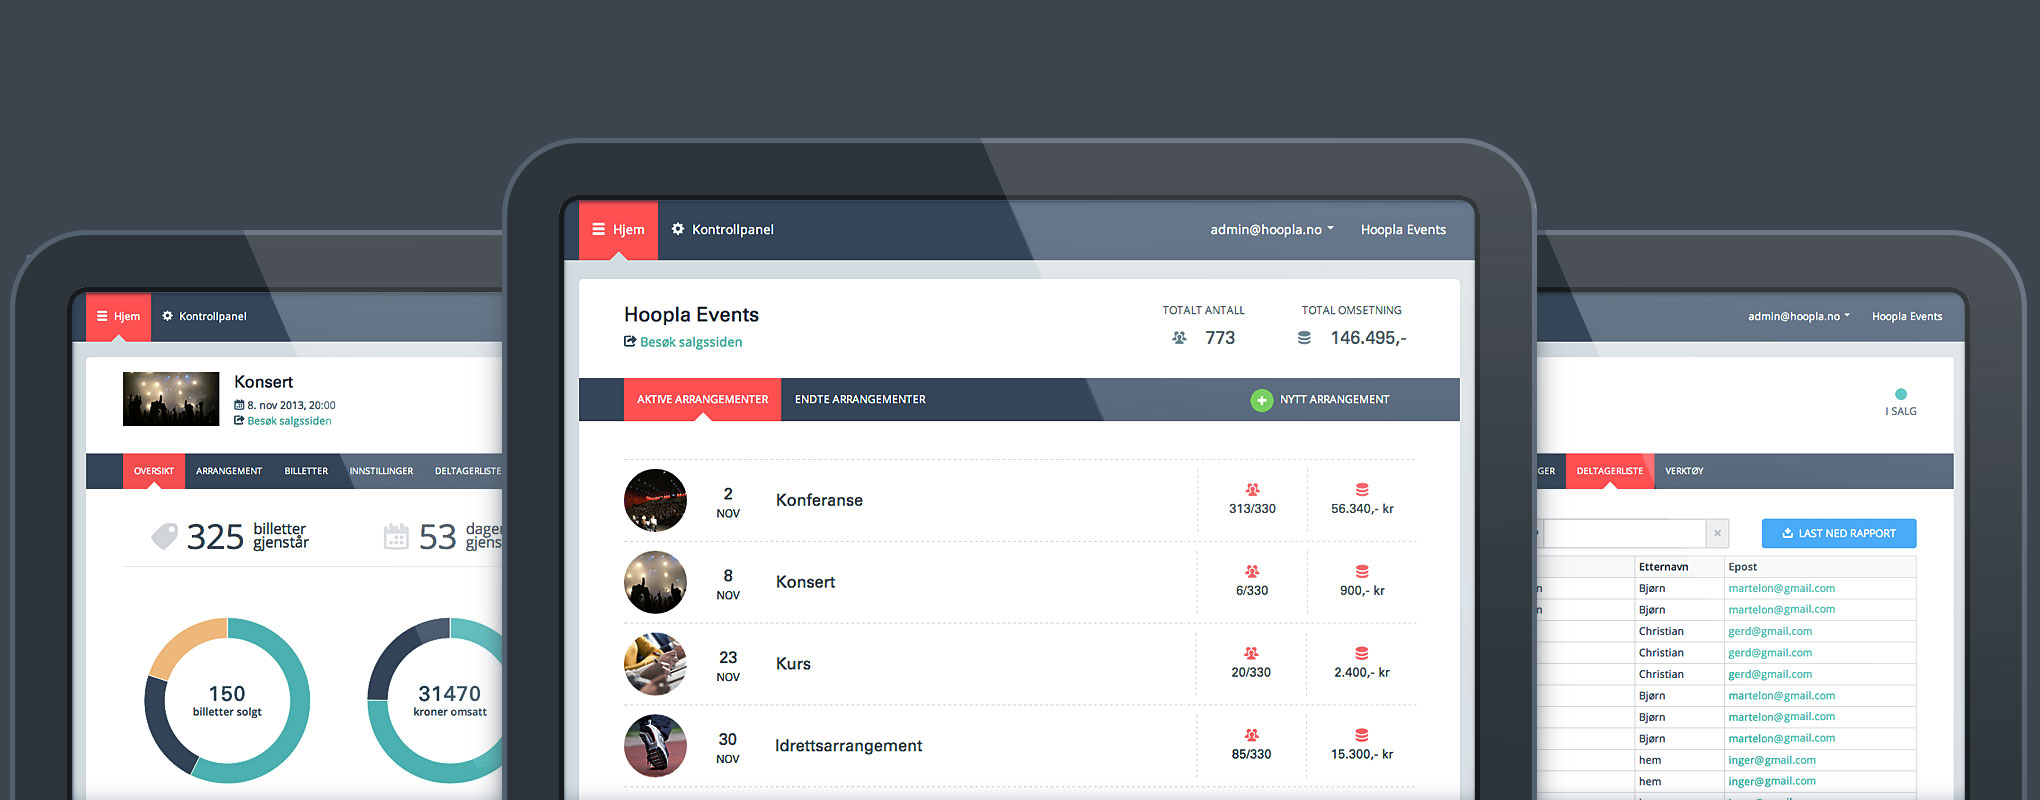 Hjem
Kontrollpanel
Konsert
8. nov 2013, 20:00
Besøk salgssiden
OVERSIKT
ARRANGEMENT
BILLETTER
INNSTILLINGER
DELTAGERLISTE
325 billetter gjenstår
53
150
billetter solgt
31470
kroner omsatt
Hjem
Kontrollpanel
admin@hoopla.no
Hoopla Events
Hoopla Events
Besøk salgssiden
TOTALT ANTALL
773
TOTAL OMSETNING
146.495,-
AKTIVE ARRANGEMENTER
ENDTE ARRANGEMENTER
NYTT ARRANGEMENT
2 NOV
Konferanse
313/330
56.340,- kr
8 NOV
Konsert
6/330
900,- kr
23 NOV
Kurs
20/330
2.400,- kr
30 NOV
Idrettsarrangement
85/330
15.300,- kr
admin@hoopla.no
Hoopla Events
I SALG
DELTAGERLISTE
VERKTØY
LAST NED RAPPORT
Etternavn
Epost
Bjørn
martelon@gmail.com
Bjørn
martelon@gmail.com
Christian
gerd@gmail.com
Christian
gerd@gmail.com
Christian
gerd@gmail.com
Bjørn
martelon@gmail.com
Bjørn
martelon@gmail.com
Bjørn
martelon@gmail.com
hem
inger@gmail.com
hem
inger@gmail.com